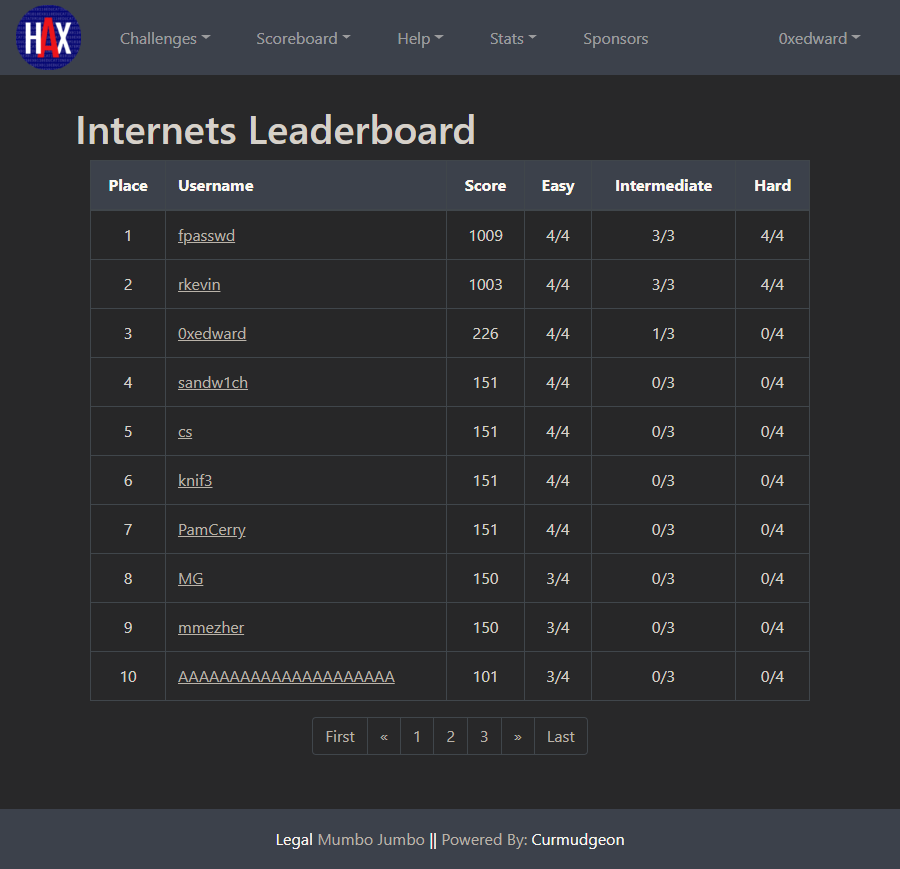 HAX Challenges Scoreboard Help Stats Sponsors 0xedward
Internets Leaderboard
Place Username Score Easy Intermediate Hard
1 fpasswd 1009 4/4 3/3 4/4
2 rkevin 1003 4/4 3/3 4/4
3 0xedward 226 4/4 1/3 0/4
4 sandw1ch 151 4/4 0/3 0/4
5 cs 151 4/4 0/3 0/4
6 knif3 151 4/4 0/3 0/4
7 PamCerry 151 4/4 0/3 0/4
8 MG 150 3/4 0/3 0/4
9 mmezher 150 3/4 0/3 0/4
10 AAAAAAAAAAAAAAAAAAAAA 101 3/4 0/3 0/4
First « 1 2 3 » Last
Legal Mumbo Jumbo || Powered By: Curmudgeon